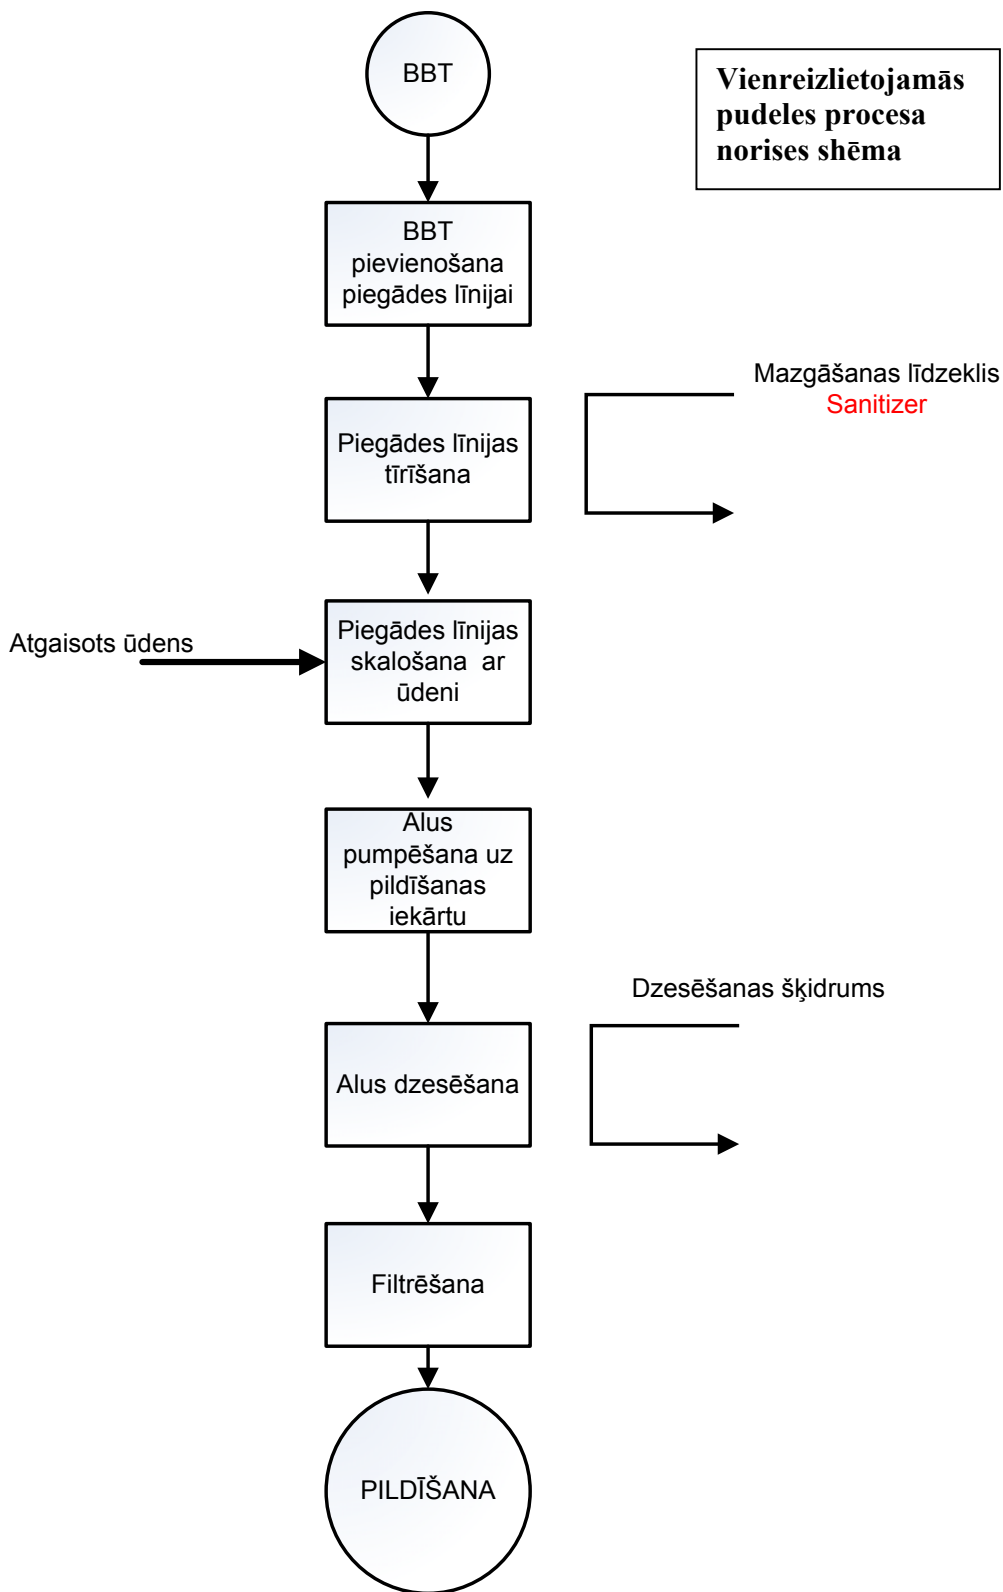 BBT
Vienreizlietojamās
pudeles procesa
norises shēma
BBT
pievienošana
piegādes līnijai
Mazgāšanas līdzeklis
Sanitizer
Piegādes līnijas
tīrīšana
Atgaisots ūdens
Piegādes līnijas
skalošana ar
ūdeni
Alus
pumpēšana uz
pildīšanas
iekārtu
Dzesēšanas šķidrums
Alus dzesēšana
Filtrēšana
PILDĪŠANA